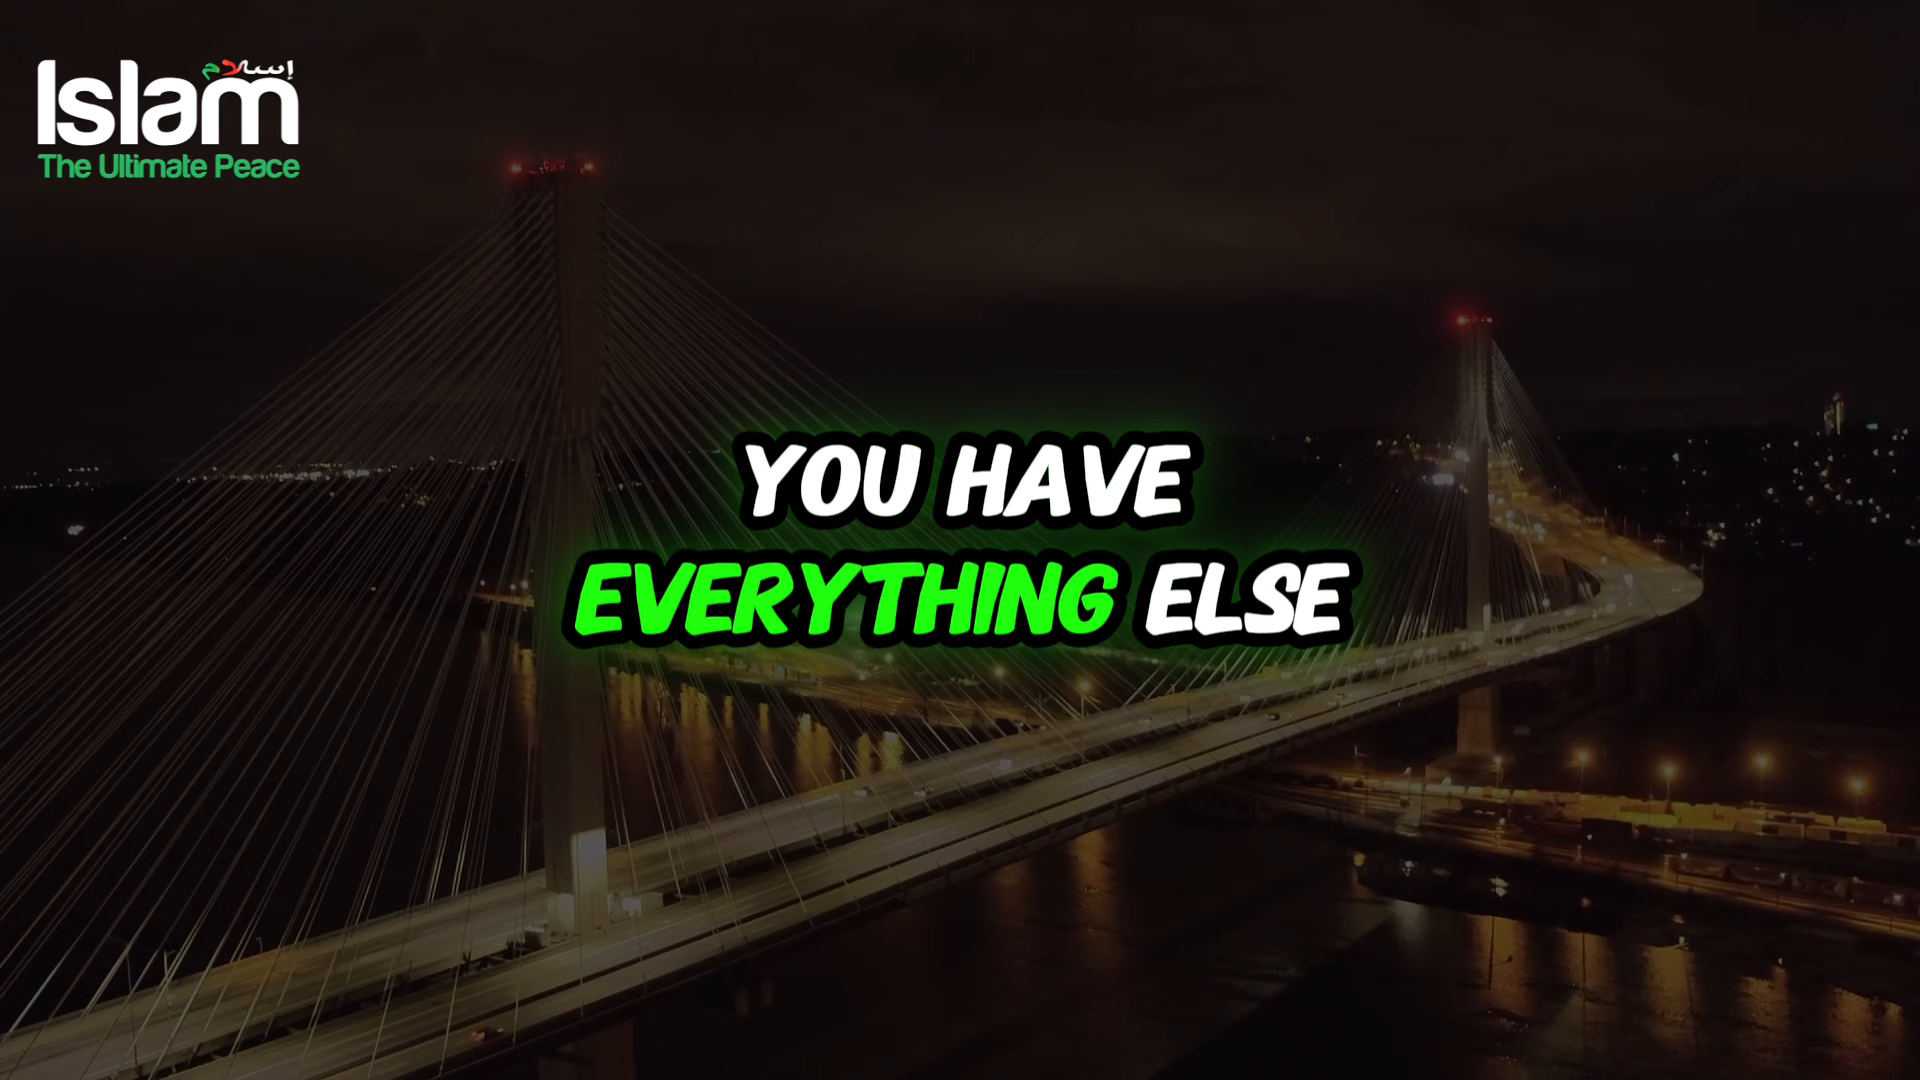 إسلام
Islam
The Ultimate Peace
YOU HAVE
EVERYTHING ELSE